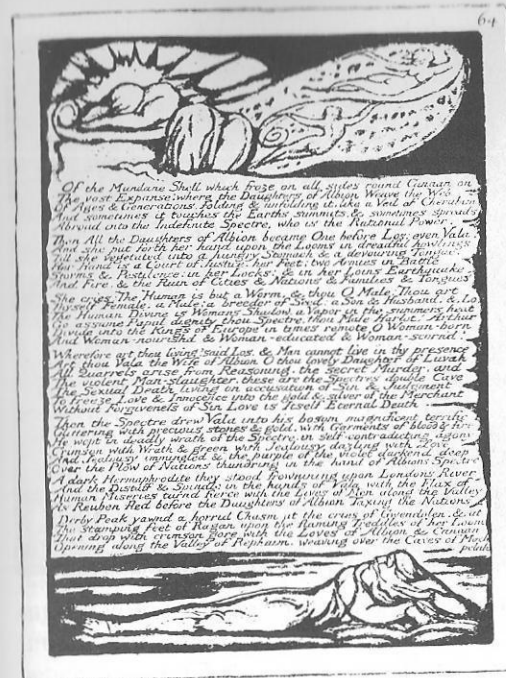 64
Of the Mundane Shell which froze on all sides round Canaan on
The vast Expanse: where the Daughters of Albion Weave the Web
Of Ages & Generations, folding & unfolding it, like a Veil of Cherubim
And sometimes it touches the Earths summits, & sometimes spreads
Abroad into the Indefinite Spectre, who is the Rational Power.
Then All the Daughters of Albion became One before Los: even Vala!
And she put forth her hand upon the Looms in dreadful howlings
Till she vegetated into a hungry Stomach & a devouring Tongue.
Her Hand is a Court of Justice, her Feet: two Armies in Battle
Storms & Pestilence: in her Locks: & in her Loins Earthquake.
And Fire. & the Ruin of Cities & Nations & Families & Tongues
She cries: The Human is but a Worm, & thou O Male: Thou art
Thyself Female, a Male: a breeder of Seed: a Son & Husband: & Lo.
The Human Divine is Womans Shadow, a Vapor in the summers heat
Go assume Papal dignity thou Spectre, thou Male Harlot! Arthur
Divide into the Kings of Europe in times remote O Woman-born
And Woman-nourishd & Woman-educated & Woman-scorn'd!
Wherefore art thou living? said Los, & Man cannot live in thy presence
Art thou Vala the Wife of Albion O thou lovely Daughter of Luvah
All Quarrels arise from Reasoning. the secret Murder, and
The violent Man-slaughter. these are the Spectres double Cave
The Sexual Death living on accusation of Sin & Judgment
To freeze Love & Innocence into the gold & silver of the Merchant
Without Forgiveness of Sin Love is Itself Eternal Death
Then the Spectre drew Vala into his bosom magnificent terrific
Glittering with precious stones & gold, with Garments of blood & fire
He wept in deadly wrath of the Spectre, in self-contradicting agony
Crimson with Wrath & green with Jealousy dazling with Love
And Jealousy immingled & the purple of the violet darkend deep
Over the Plow of Nations thundring in the hand of Albions Spectre
A dark Hermaphrodite they stood frowning upon Londons River
And the Distaff & Spindle in the hands of Vala with the Flax of
Human Miseries turnd fierce with the Lives of Men along the Valley
As Reuben fled before the Daughters of Albion Taxing the Nations
Derby Peak yawnd a horrid Chasm at the cries of Gwendolen, & at
The stamping feet of Ragan upon the flaming Treddles of her Loom
That drop with crimson gore with the Loves of Albion & Canaan
Opening along the Valley of Rephaim, weaving over the Caves of Mach-
pelah